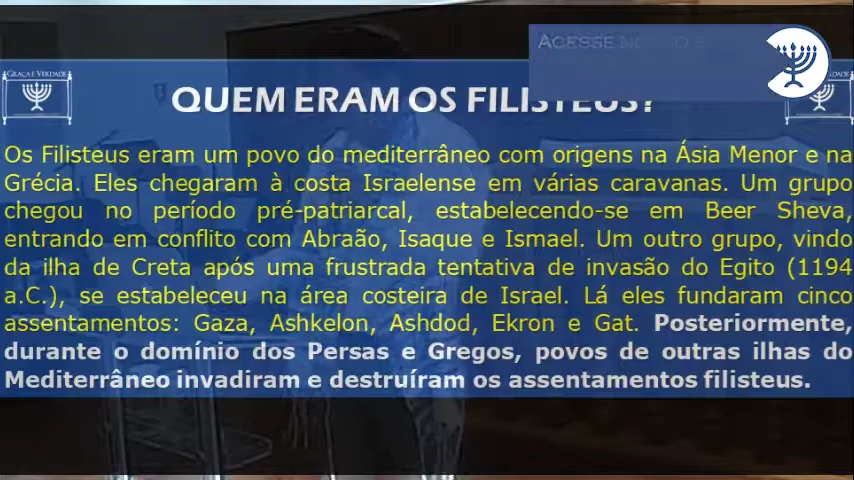 ACESSE NOSSO S
GRAÇA E VERDADE
QUEM ERAM OS FILISTEUS?
Os Filisteus eram um povo do mediterrâneo com origens na Ásia Menor e na
Grécia. Eles chegaram à costa Israelense em várias caravanas. Um grupo
chegou no período pré-patriarcal, estabelecendo-se em Beer Sheva,
entrando em conflito com Abraão, Isaque e Ismael. Um outro grupo, vindo
da ilha de Creta após uma frustrada tentativa de invasão do Egito (1194
a.C.), se estabeleceu na área costeira de Israel. Lá eles fundaram cinco
assentamentos: Gaza, Ashkelon, Ashdod, Ekron e Gat. Posteriormente,
durante o domínio dos Persas e Gregos, povos de outras ilhas do
Mediterrâneo invadiram e destruíram os assentamentos filisteus.